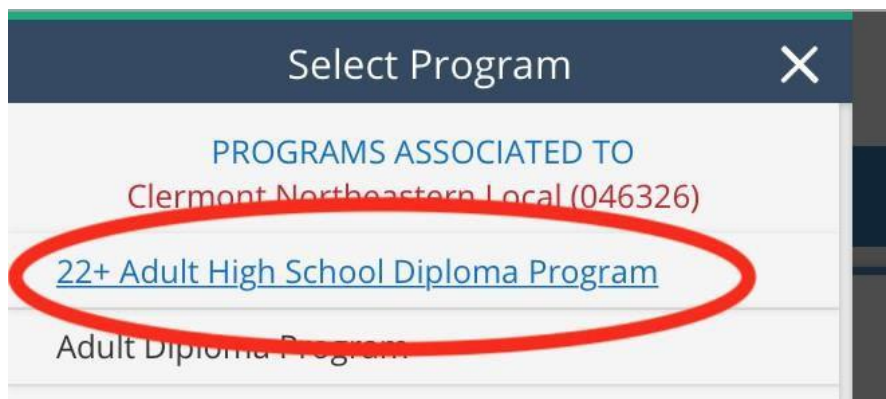 Select Program
PROGRAMS ASSOCIATED TO
Clermont Northeastern Local (046326)
22+ Adult High School Diploma Program
Adult Diploma Program